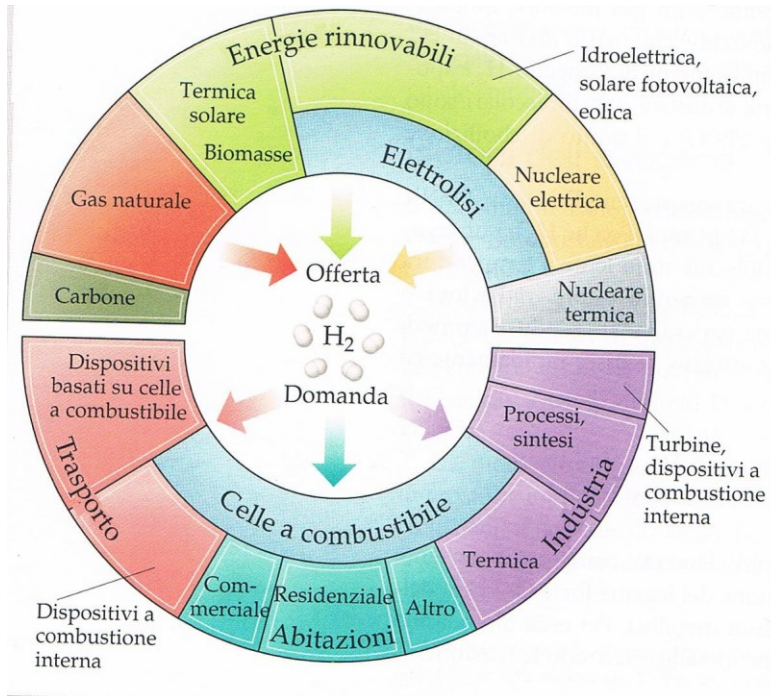 Energie rinnovabili
Idroelettrica,
solare fotovoltaica,
eolica
Termica
solare
Biomasse
Elettrolisi
Nucleare
elettrica
Gas naturale
Offerta
Carbone
Nucleare
termica
H2
Dispositivi
basati su celle
a combustibile
Domanda
Processi,
sintesi
Trasporto
Celle a combustibile
Industria
Turbine,
dispositivi a
combustione
interna
Termica
Com-
merciale
Residenziale
Altro
Abitazioni
Dispositivi a
combustione
interna